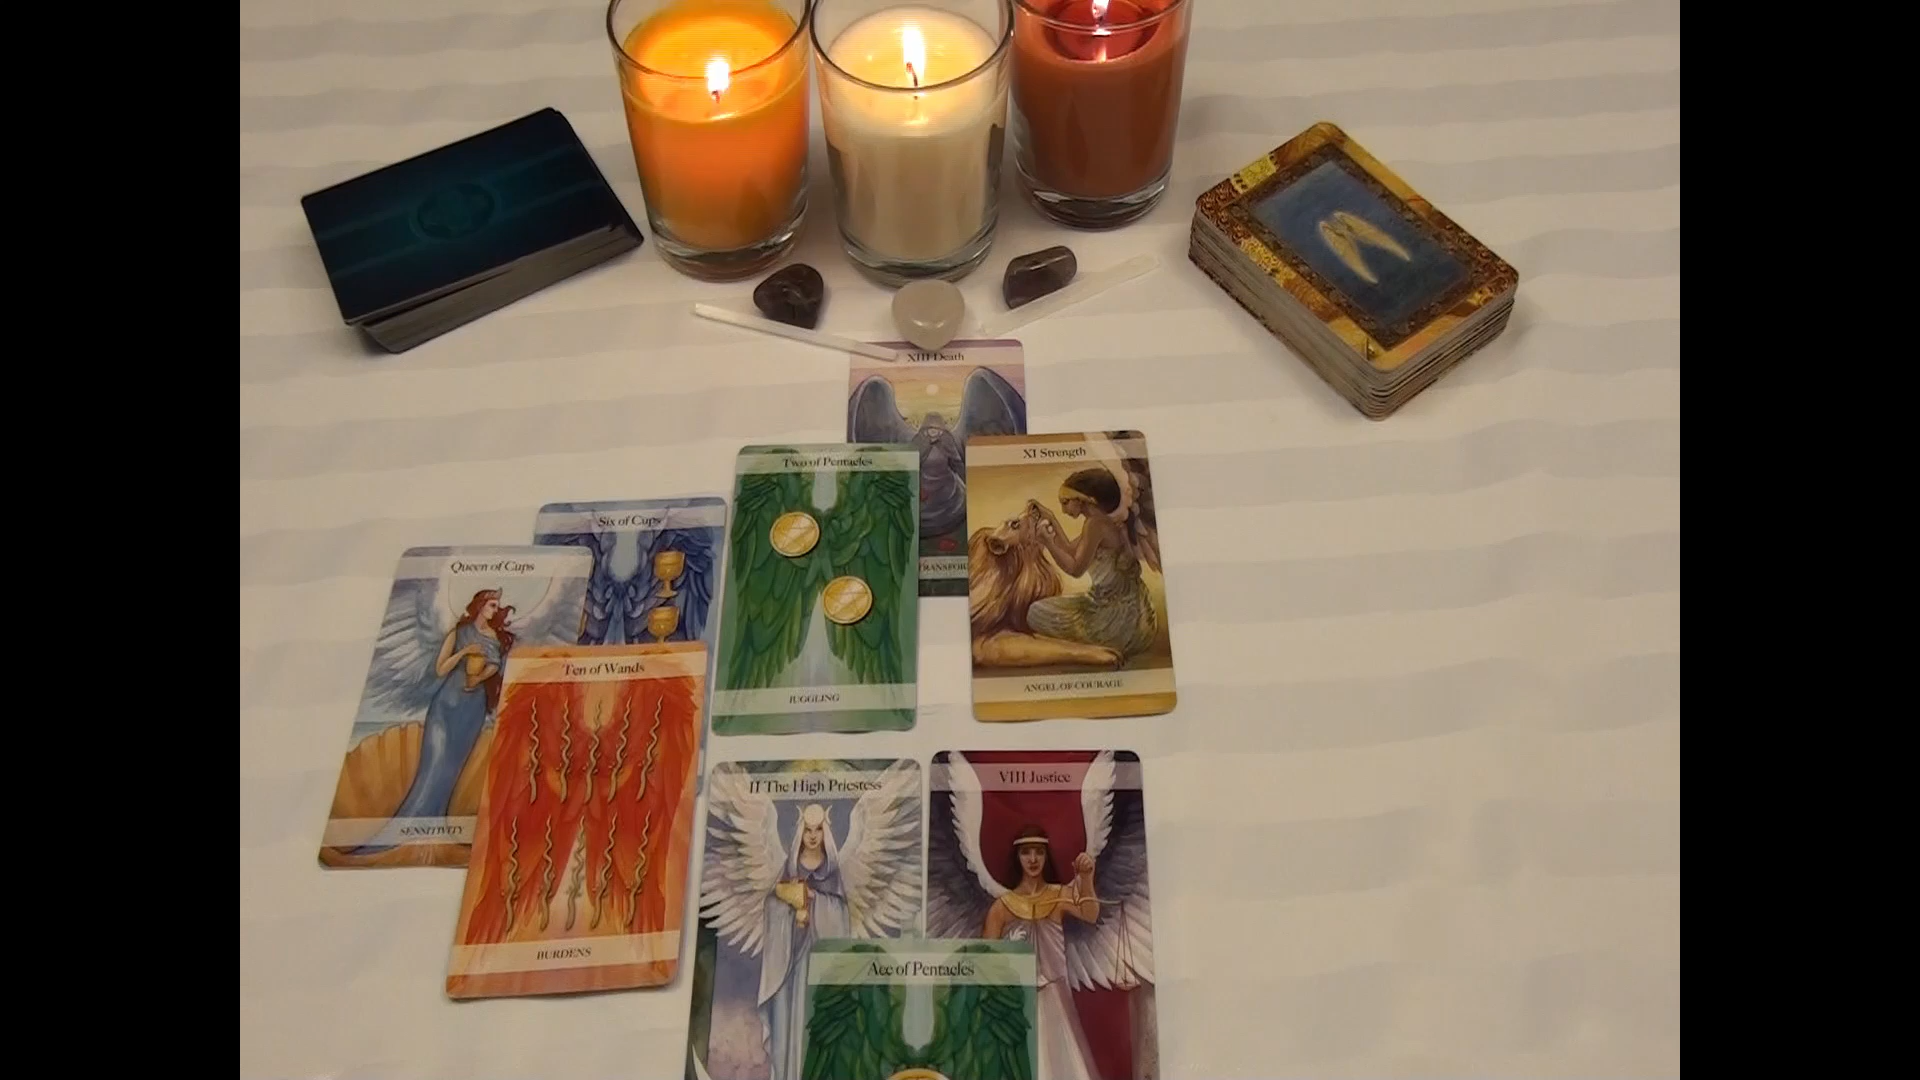 XIII Death
TRANSFOR
Two of Pentacles
JUGGLING
XI Strength
ANGEL OF COURAGE
Six of Cups
Queen of Cups
SENSITIVITY
Ten of Wands
BURDENS
II The High Priestess
VIII Justice
Ace of Pentacles